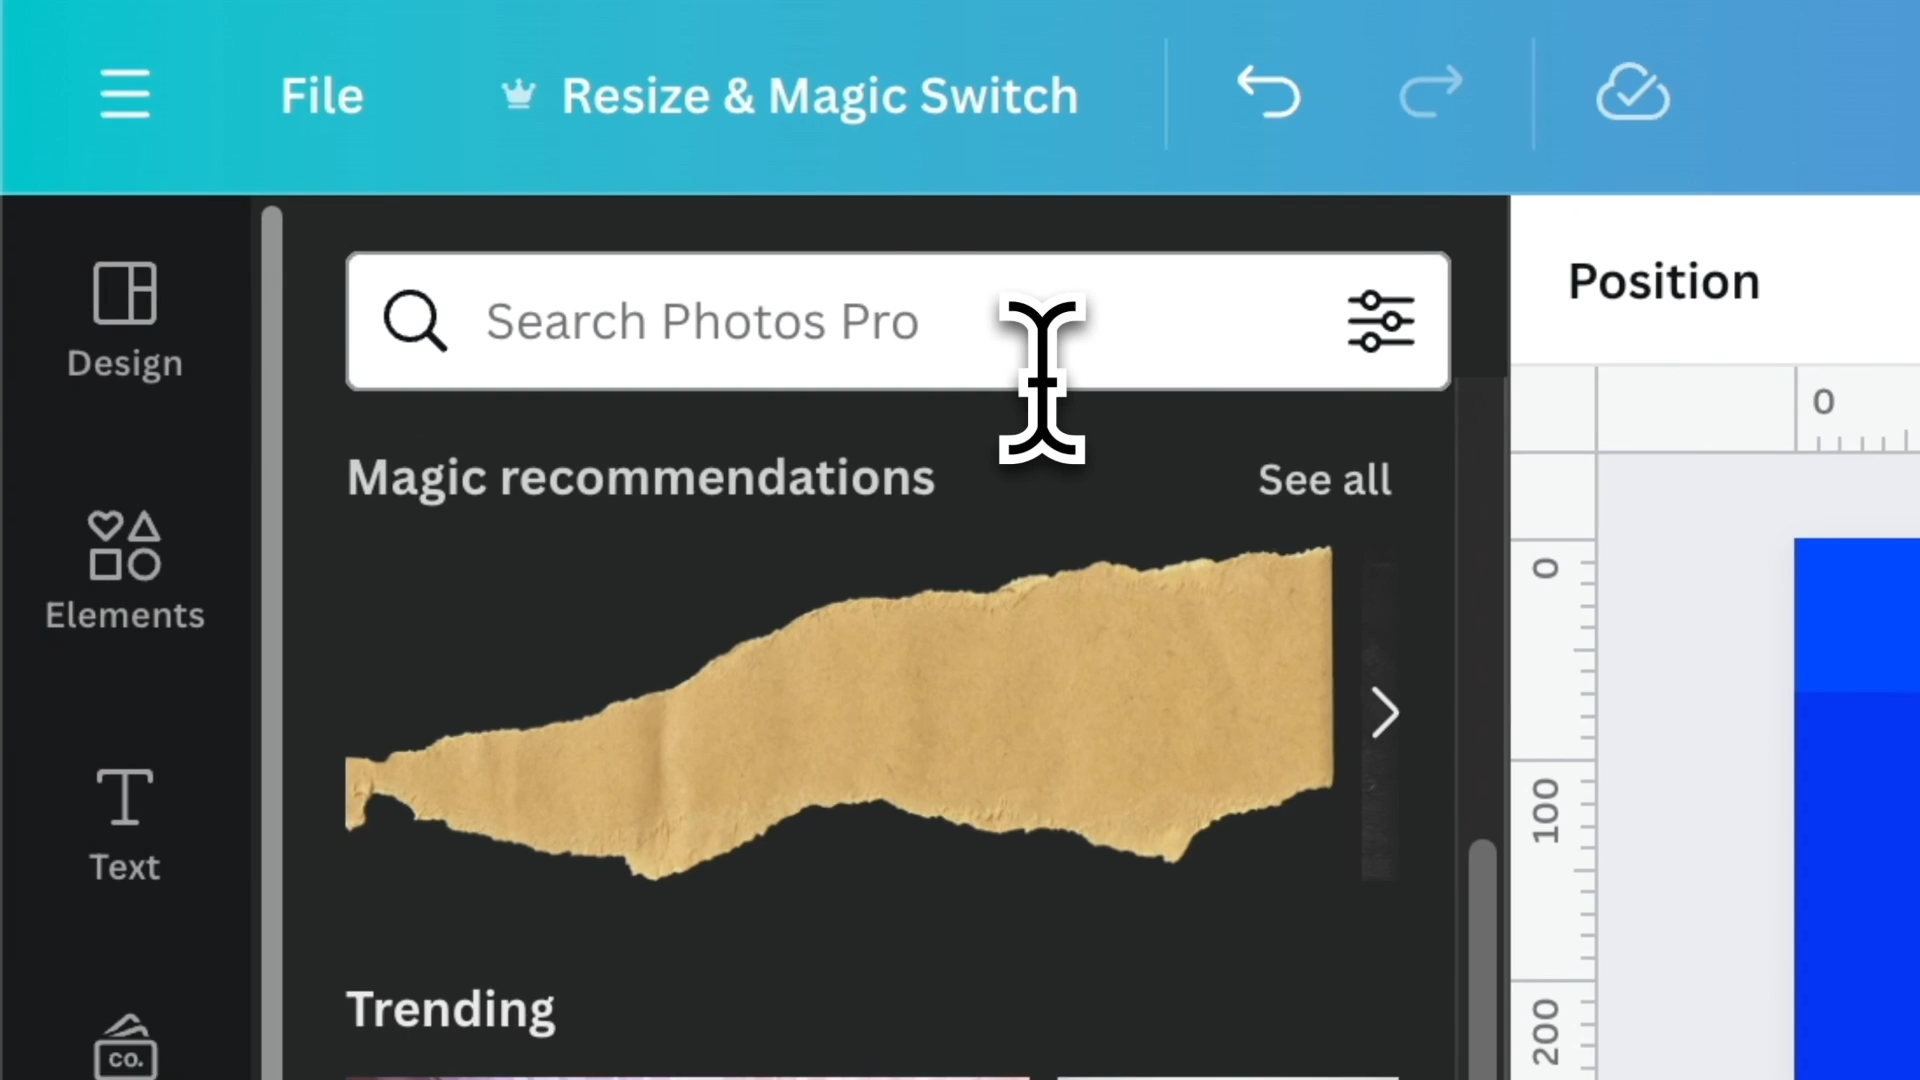 File
Resize & Magic Switch
Design
Elements
Text
co.
Search Photos Pro
Magic recommendations
See all
Trending
Position
0
0
100
200